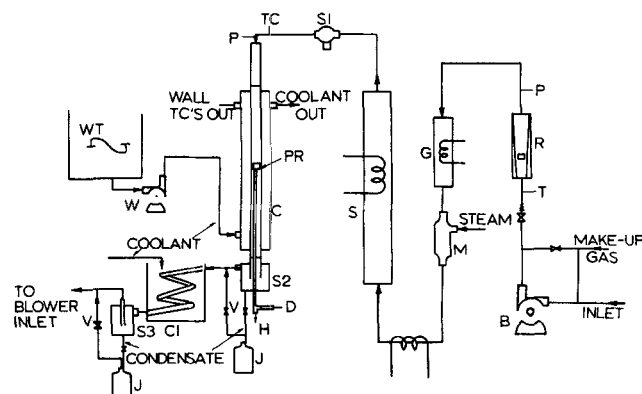 TC
S1
P
WALL
TC'S OUT
COOLANT
OUT
P
WT
PR
G
R
T
W
C
S
STEAM
M
MAKE-UP
GAS
COOLANT
S2
TO
BLOWER
INLET
V
V
D
B
INLET
S3
C1
H
CONDENSATE
J
J